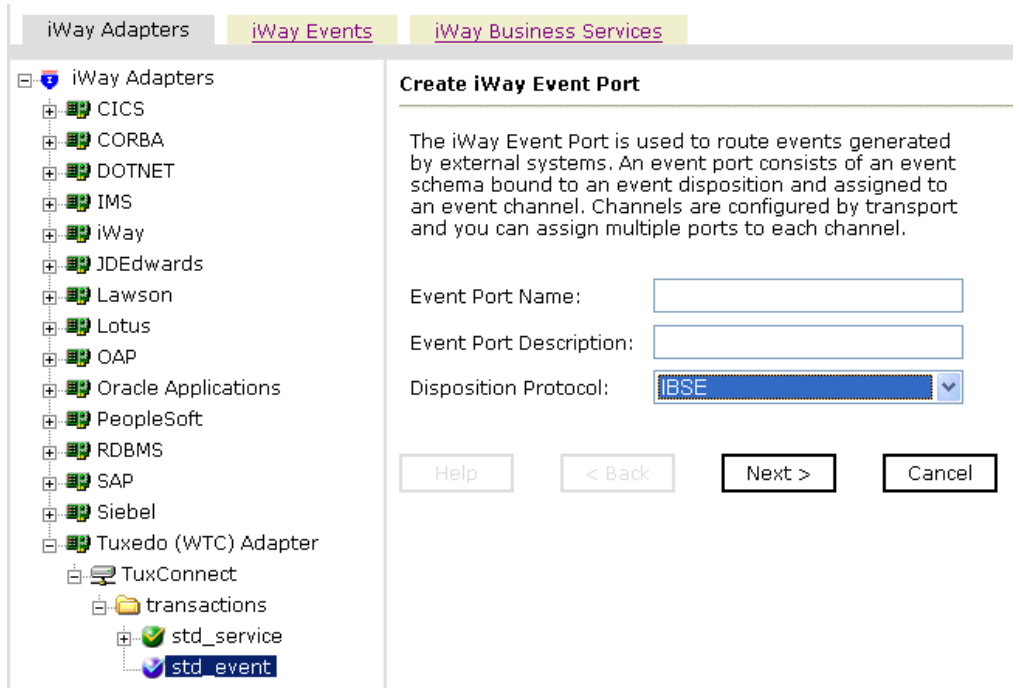 iWay Adapters
iWay Events
iWay Business Services
iWay Adapters
CICS
CORBA
DOTNET
IMS
iWay
JDEdwards
Lawson
Lotus
OAP
Oracle Applications
PeopleSoft
RDBMS
SAP
Siebel
Tuxedo (WTC) Adapter
TuxConnect
transactions
std_service
std_event
Create iWay Event Port
The iWay Event Port is used to route events generated
by external systems. An event port consists of an event
schema bound to an event disposition and assigned to
an event channel. Channels are configured by transport
and you can assign multiple ports to each channel.
Event Port Name:
Event Port Description:
Disposition Protocol:
IBSE
Help
< Back
Next >
Cancel